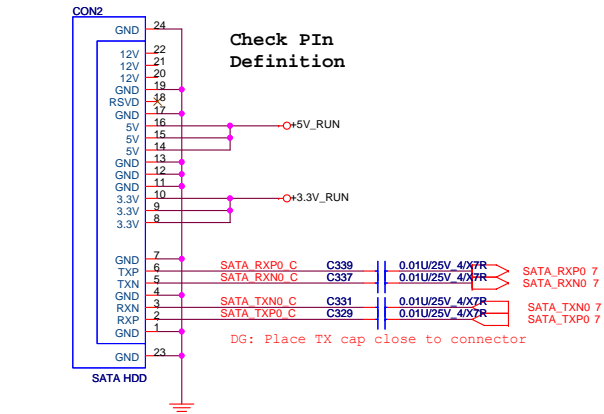 CON2
Check PIn
Definition
GND 24
12V 22
12V 21
12V 20
GND 19
RSVD 18
GND 17
5V 16 +5V_RUN
5V 15
5V 14
GND 13
GND 12
GND 11
3.3V 10 +3.3V_RUN
3.3V 9
3.3V 8
GND 7
TXP 6 SATA_RXP0_C C339 0.01U/25V_4/X7R SATA_RXP0 7
TXN 5 SATA_RXN0_C C337 0.01U/25V_4/X7R SATA_RXN0 7
GND 4
RXN 3 SATA_TXN0_C C331 0.01U/25V_4/X7R SATA_TXN0 7
RXP 2 SATA_TXP0_C C329 0.01U/25V_4/X7R SATA_TXP0 7
GND 1
DG: Place TX cap close to connector
GND 23
SATA HDD